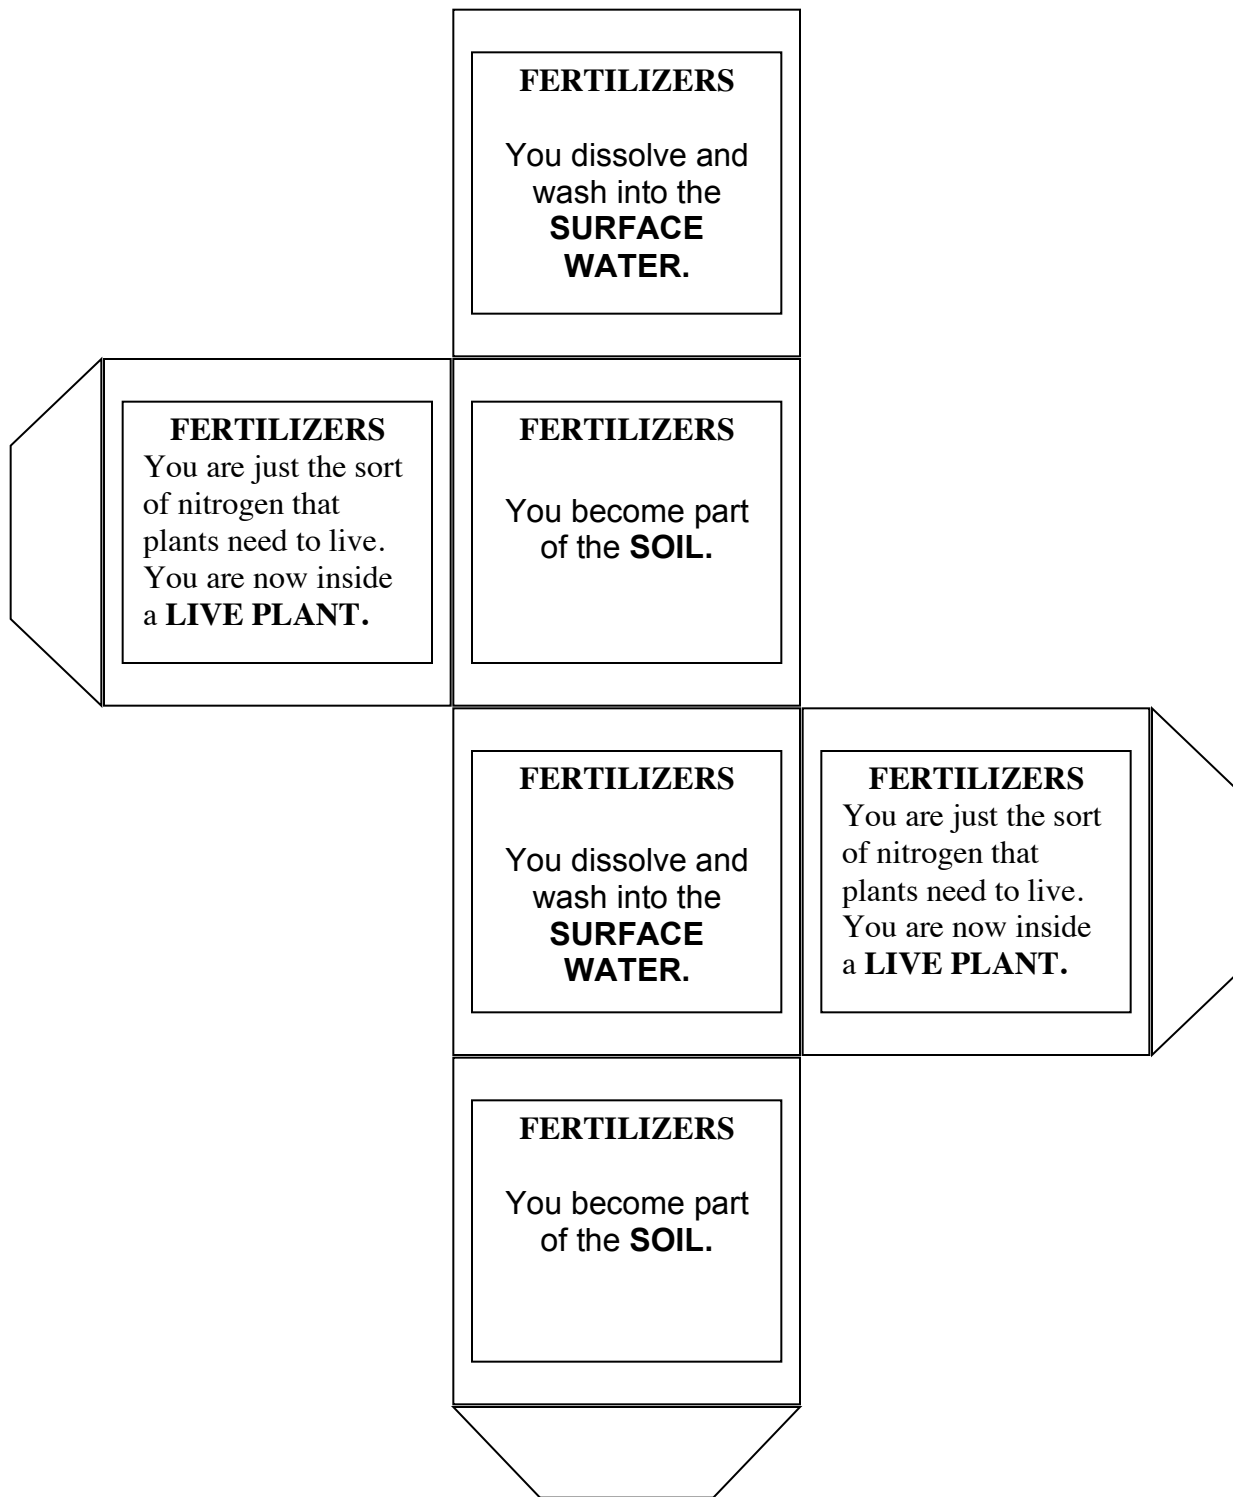 FERTILIZERS
You dissolve and
wash into the
SURFACE
WATER.
FERTILIZERS
You are just the sort
of nitrogen that
plants need to live.
You are now inside
a LIVE PLANT.
FERTILIZERS
You become part
of the SOIL.
FERTILIZERS
You dissolve and
wash into the
SURFACE
WATER.
FERTILIZERS
You are just the sort
of nitrogen that
plants need to live.
You are now inside
a LIVE PLANT.
FERTILIZERS
You become part
of the SOIL.